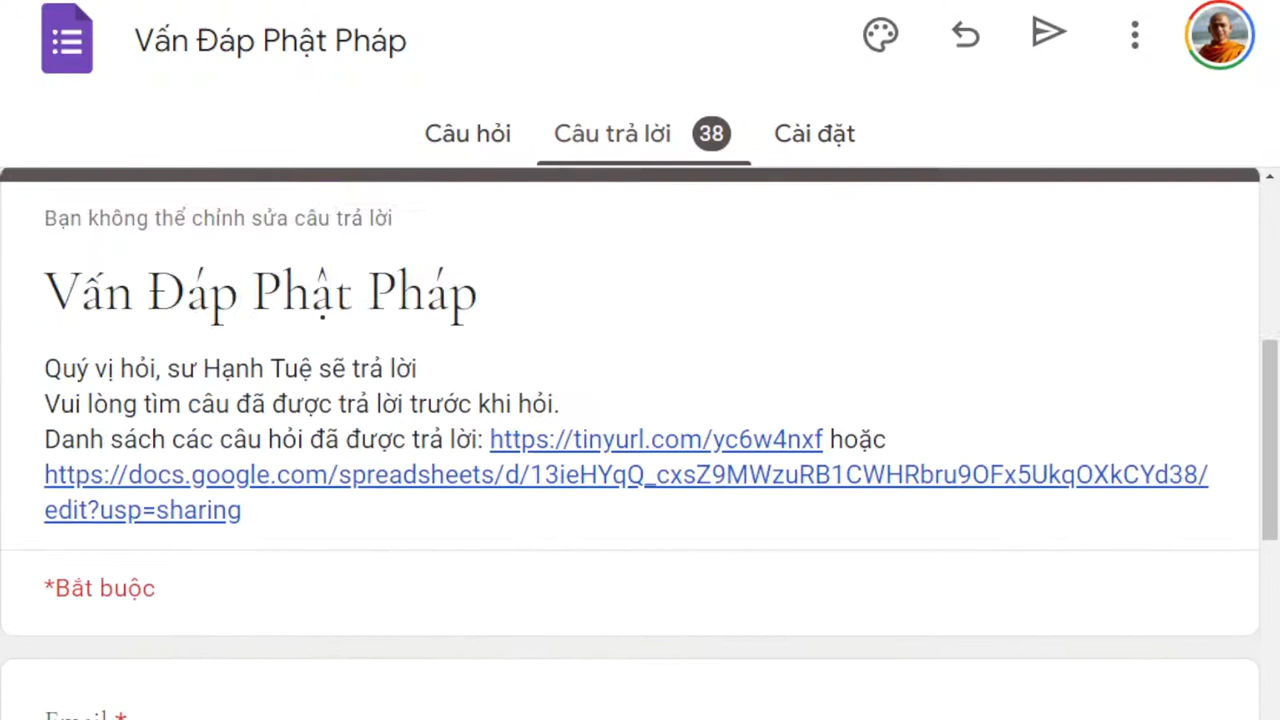 Vấn Đáp Phật Pháp
Câu hỏi
Câu trả lời 38
Cài đặt
Bạn không thể chỉnh sửa câu trả lời
Vấn Đáp Phật Pháp
Quý vị hỏi, sư Hạnh Tuệ sẽ trả lời
Vui lòng tìm câu đã được trả lời trước khi hỏi.
Danh sách các câu hỏi đã được trả lời: https://tinyurl.com/yc6w4nxf hoặc
https://docs.google.com/spreadsheets/d/13ieHYqQ_cxsZ9MWzuRB1CWHRbru9OFx5UkqOXkCYd38/
edit?usp=sharing
*Bắt buộc
Email *